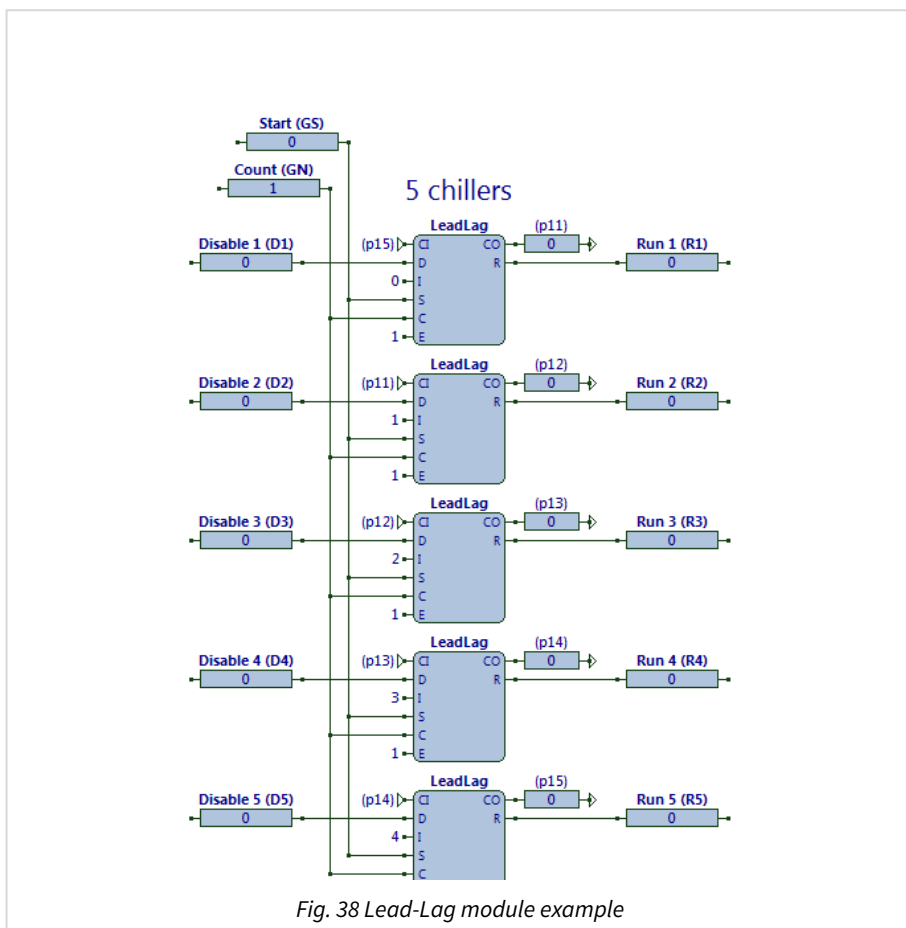 Start (GS)
0
Count (GN)
1
5 chillers
LeadLag (p11)
Disable 1 (D1) (p15) CI CO 0 Run 1 (R1)
0 D R 0
0 I
S
C
1 E
LeadLag (p12)
Disable 2 (D2) (p11) CI CO 0 Run 2 (R2)
0 D R 0
1 I
S
C
1 E
LeadLag (p13)
Disable 3 (D3) (p12) CI CO 0 Run 3 (R3)
0 D R 0
2 I
S
C
1 E
LeadLag (p14)
Disable 4 (D4) (p13) CI CO 0 Run 4 (R4)
0 D R 0
3 I
S
C
1 E
LeadLag (p15)
Disable 5 (D5) (p14) CI CO 0 Run 5 (R5)
0 D R 0
4 I
S
C
Fig. 38 Lead-Lag module example